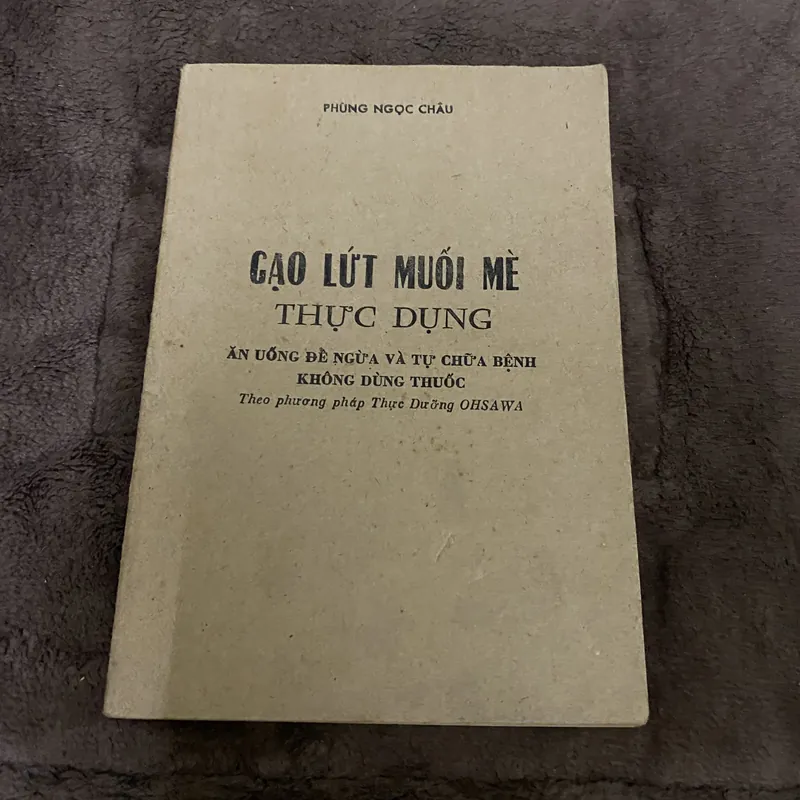 PHÙNG NGỌC CHÂU
GẠO LỨT MUỐI MÈ
THỰC DỤNG
ĂN UỐNG ĐỂ NGỪA VÀ TỰ CHỮA BỆNH
KHÔNG DÙNG THUỐC
Theo phương pháp Thực Dưỡng OHSAWA